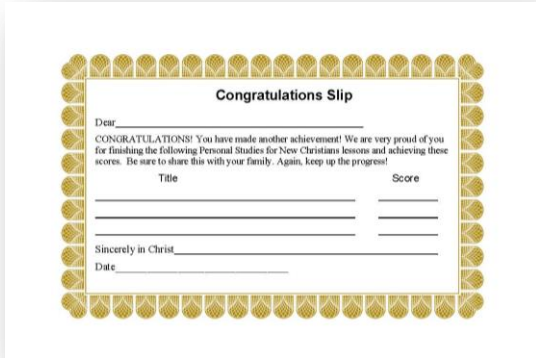 Congratulations Slip
Dear
CONGRATULATIONS! You have made another achievement! We are very proud of you
for finishing the following Personal Studies for New Christians lessons and achieving these
scores. Be sure to share this with your family. Again, keep up the progress!
Title Score
Sincerely in Christ
Date